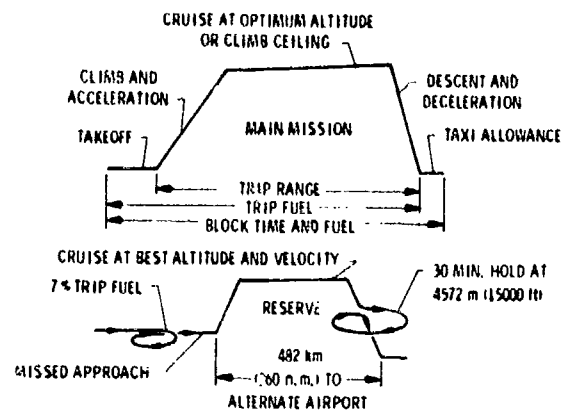 CRUISE AT OPTIMUM ALTITUDE
OR CLIMB CEILING
CLIMB AND
ACCELERATION
DESCENT AND
DECELERATION
TAKEOFF
MAIN MISSION
TAXI ALLOWANCE
TRIP RANGE
TRIP FUEL
BLOCK TIME AND FUEL
CRUISE AT BEST ALTITUDE AND VELOCITY
7% TRIP FUEL
30 MIN. HOLD AT
4572 m (15000 ft)
RESERVE
MISSED APPROACH
482 km
(260 n. m.) TO
ALTERNATE AIRPORT